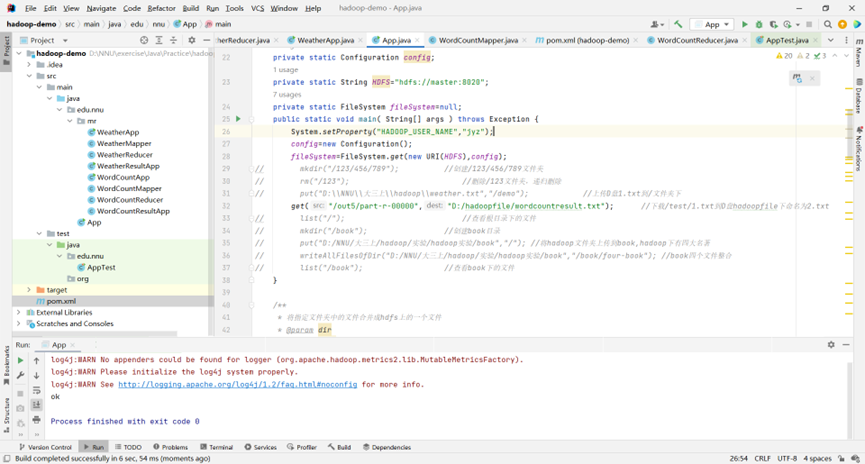 File Edit View Navigate Code Refactor Build Run Tools VCS Window Help hadoop-demo - App.java
hadoop-demo src main java edu nnu App main
App
Project
therReducer.java WeatherApp.java App.java WordCountMapper.java pom.xml (hadoop-demo) WordCountReducer.java AppTest.java
hadoop-demo D:\NNU\exercise\Java\Practice\hadoop
.idea
src
main
java
edu.nnu
mr
WeatherApp
WeatherMapper
WeatherReducer
WeatherResultApp
WordCountApp
WordCountMapper
WordCountReducer
WordCountResultApp
App
test
java
edu.nnu
AppTest
org
target
pom.xml
External Libraries
Scratches and Consoles
20 2 3
22 private static Configuration config;
1 usage
23 private static String HDFS="hdfs://master:8020";
7 usages
24 private static FileSystem fileSystem=null;
25 public static void main( String[] args ) throws Exception {
26 System.setProperty("HADOOP_USER_NAME","jyz");
27 config=new Configuration();
28 fileSystem=FileSystem.get(new URI(HDFS),config);
29 // mkdir("/123/456/789"); //创建/123/456/789文件夹
30 // rm("/123"); //删除/123文件夹，递归删除
31 // put("D:\\NNU\\大三上\\hadoop\\weather.txt","/demo"); //上传D盘1.txt到/文件夹下
32 get( src: "/out5/part-r-00000", dest: "D:/hadoopfile/wordcountresult.txt"); //下载/test/1.txt到D盘hadoopfile下命名为2.txt
33 // list("/"); //查看根目录下的文件
34 // mkdir("/book"); //创建book目录
35 // put("D:/NNU/大三上/hadoop/实验/hadoop实验/book","/"); //将hadoop文件夹上传到book,hadoop下有四大名著
36 // writeAllFilesOfDir("D:/NNU/大三上/hadoop/实验/hadoop实验/book","/book/four-book"); //book四个文件整合
37 // list("/book"); //查看book下的文件
38 }
39
40 /**
41 * 将指定文件夹中的文件合并成hdfs上的一个文件
42 * @param dir
Maven
Database
Notifications
Project
Bookmarks
Structure
Run: App
log4j:WARN No appenders could be found for logger (org.apache.hadoop.metrics2.lib.MutableMetricsFactory).
log4j:WARN Please initialize the log4j system properly.
log4j:WARN See http://logging.apache.org/log4j/1.2/faq.html#noconfig for more info.
ok
Process finished with exit code 0
Version Control Run TODO Problems Terminal Services Profiler Build Dependencies
Build completed successfully in 6 sec, 54 ms (moments ago) 26:54 CRLF UTF-8 4 spaces